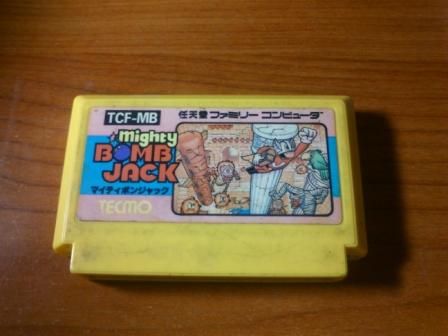 TCF-MB
任天堂 ファミリー コンピュータ
Mighty
BOMB
JACK
マイティボンジャック
TECMO